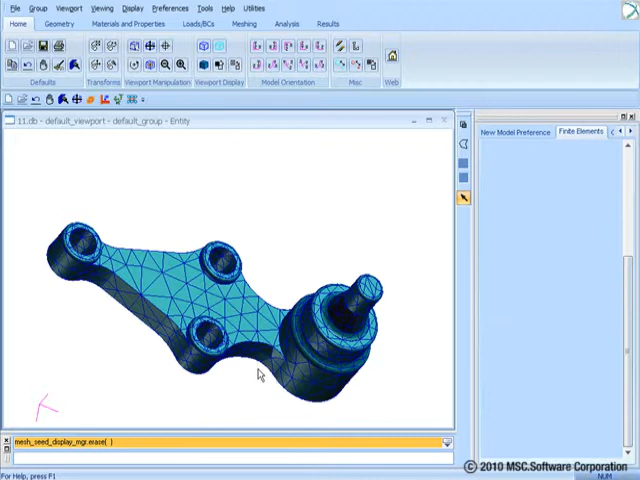 File Group Viewport Viewing Display Preferences Tools Help Utilities
Home Geometry Materials and Properties Loads/BCs Meshing Analysis Results
Defaults Transforms Viewport Manipulation Viewport Display Model Orientation Misc Web
11.db - default_viewport - default_group - Entity
New Model Preference Finite Elements
mesh_seed_display_mgr.erase( )
© 2010 MSC.Software Corporation
For Help, press F1
NUM